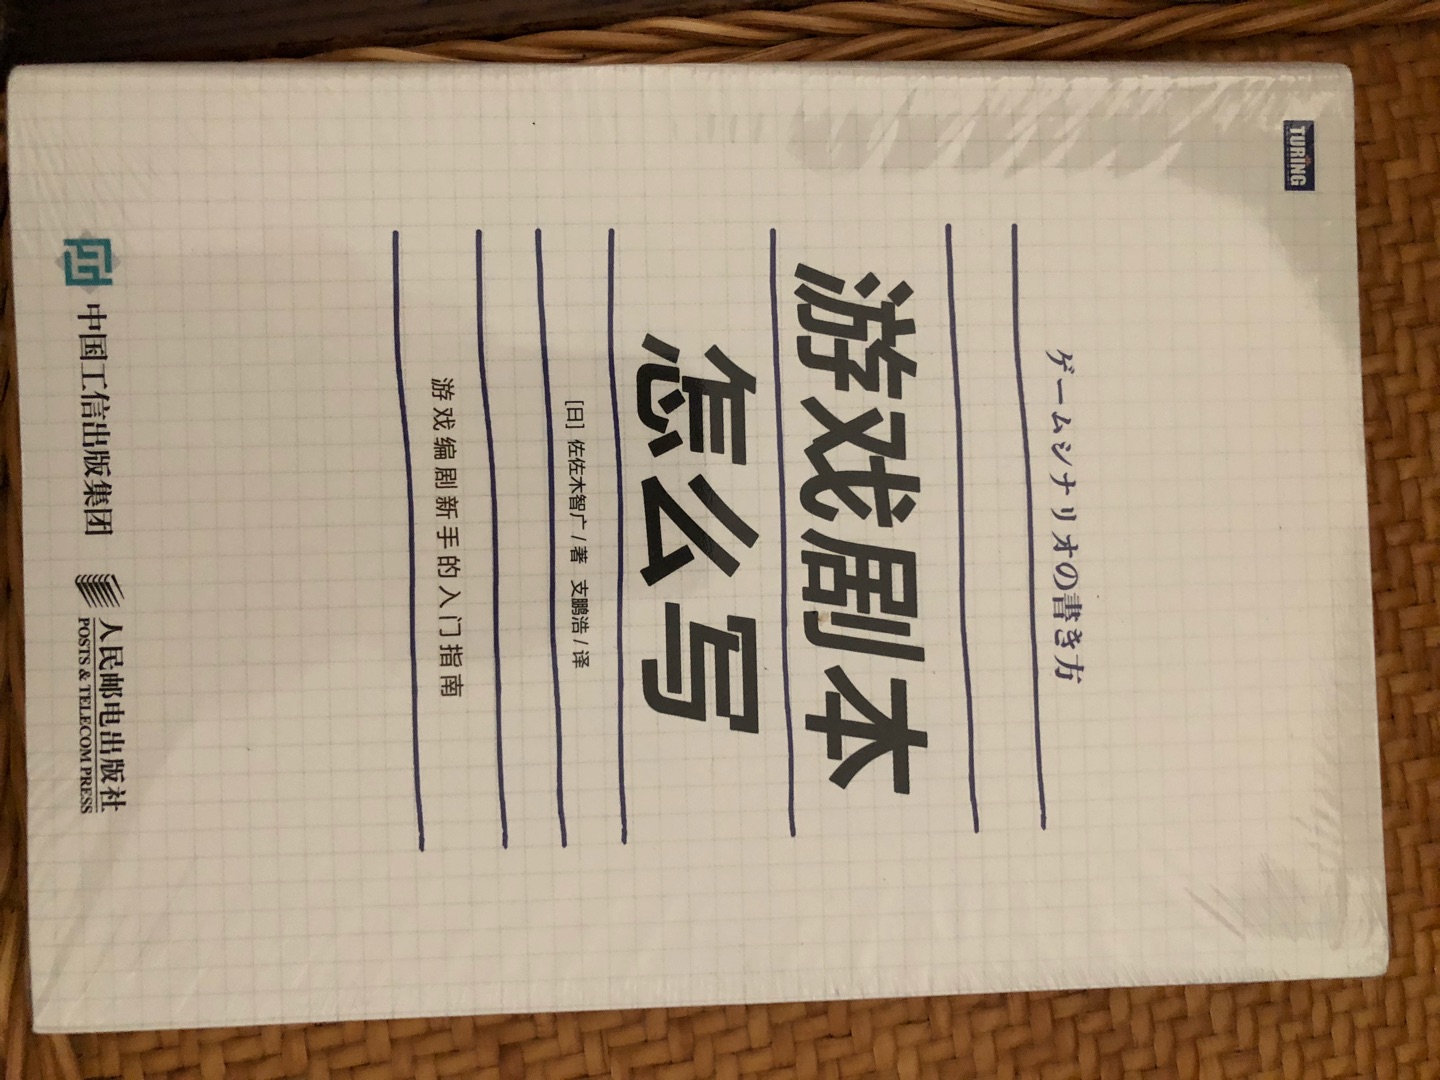 TURING
ゲームシナリオの書き方
游戏剧本
怎么写
[日] 佐佐木智广 / 著 支鹏浩 / 译
游戏编剧新手的入门指南
中国工信出版集团
人民邮电出版社
POSTS & TELECOM PRESS